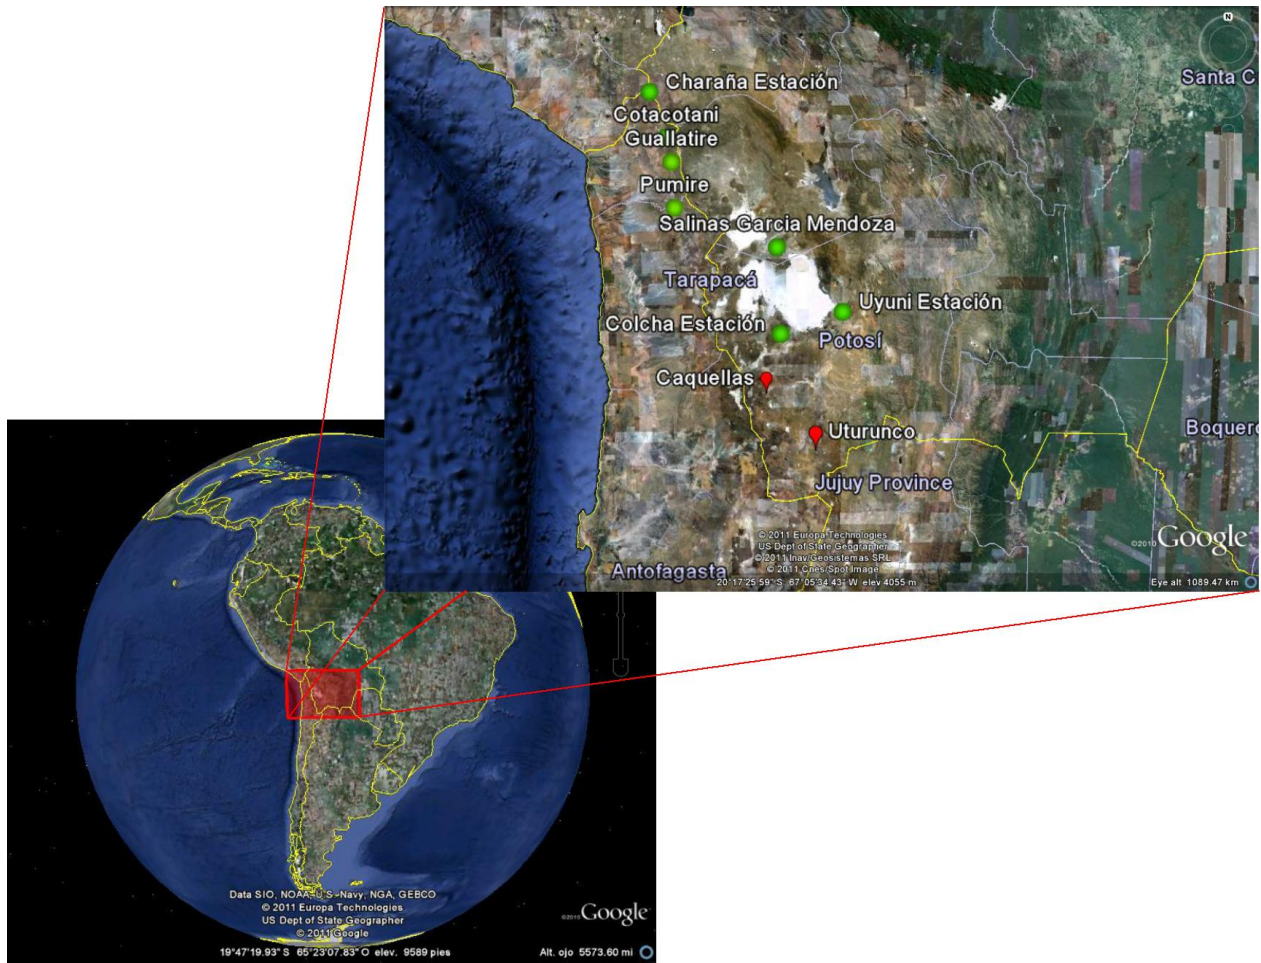 N
Santa C
Charaña Estación
Cotacotani
Guallatire
Pumire
Salinas Garcia Mendoza
Tarapacá
Uyuni Estación
Colcha Estación
Potosí
Caquellas
Uturunco
Boquero
Jujuy Province
Antofagasta
© 2011 Europa Technologies
US Dept of State Geographer
© 2011 Inav/Geosistemas SRL
© 2011 Cnes/Spot Image
20°17'25.59" S 67°05'34.43" W elev 4055 m
©2010 Google
Eye alt 1089.47 km
Data SIO, NOAA, U.S. Navy, NGA, GEBCO
© 2011 Europa Technologies
US Dept of State Geographer
© 2011 Google
©2010 Google
19°47'19.93" S 65°23'07.83" O elev. 9589 pies
Alt. ojo 5573.60 mi